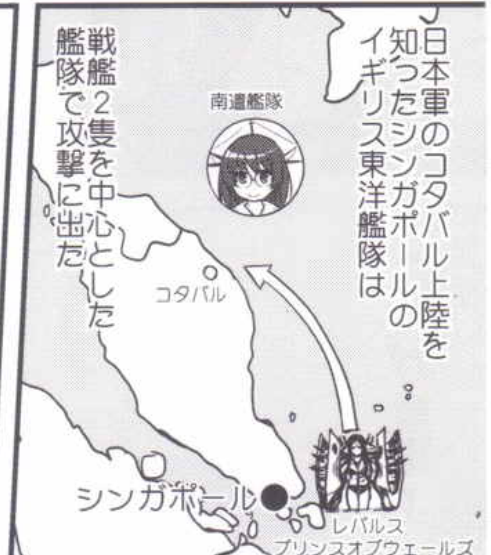 日本軍のコタバル上陸を
知ったシンガポールの
イギリス東洋艦隊は
南遣艦隊
戦艦2隻を中心とした
艦隊で攻撃に出た
コタバル
シンガポール
レパルス
プリンスオブウェールズ